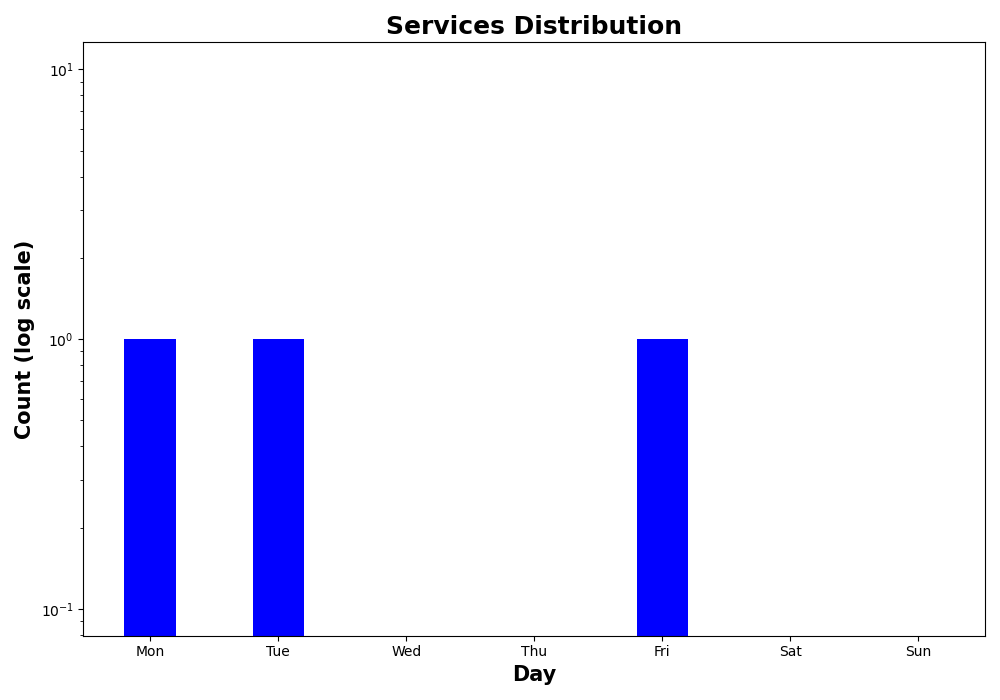 Services Distribution
Count (log scale)
10¹
10⁰
10⁻¹
Mon Tue Wed Thu Fri Sat Sun
Day